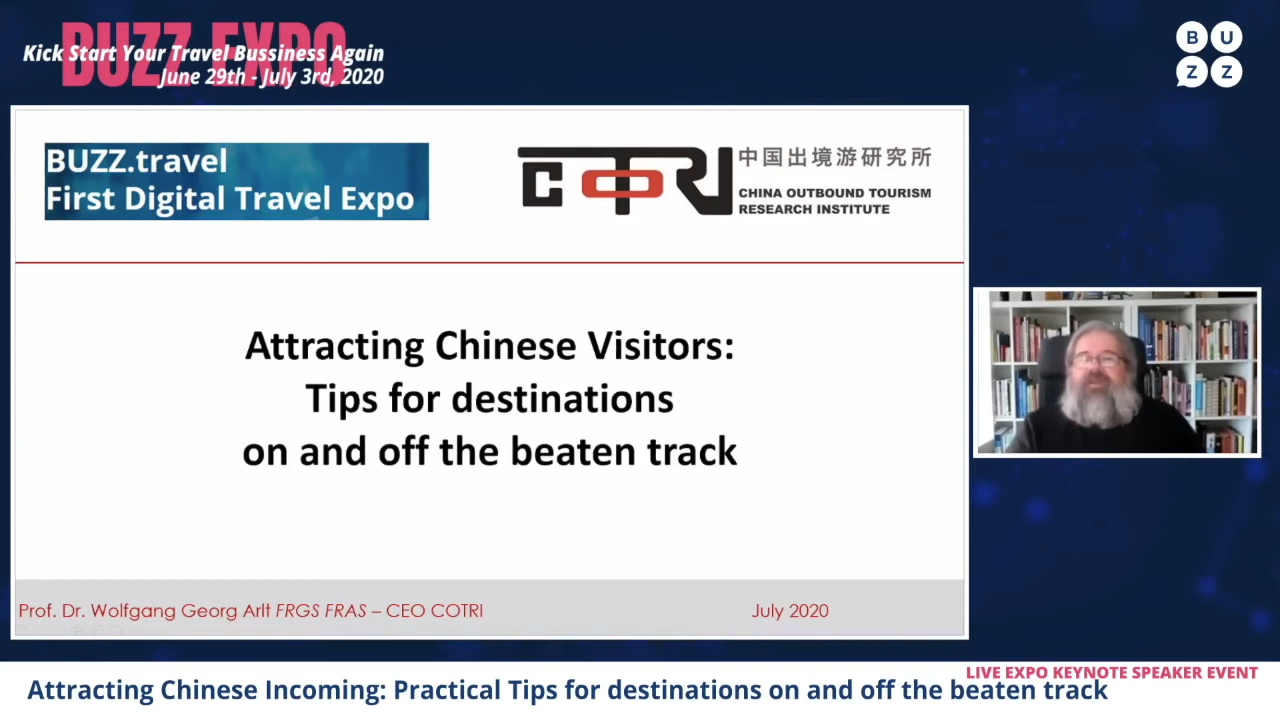 BUZZ EXPO
Kick Start Your Travel Bussiness Again
June 29th - July 3rd, 2020
B U
Z Z
BUZZ.travel
First Digital Travel Expo
COTRI
中国出境游研究所
CHINA OUTBOUND TOURISM
RESEARCH INSTITUTE
Attracting Chinese Visitors:
Tips for destinations
on and off the beaten track
Prof. Dr. Wolfgang Georg Arlt FRGS FRAS – CEO COTRI
July 2020
LIVE EXPO KEYNOTE SPEAKER EVENT
Attracting Chinese Incoming: Practical Tips for destinations on and off the beaten track